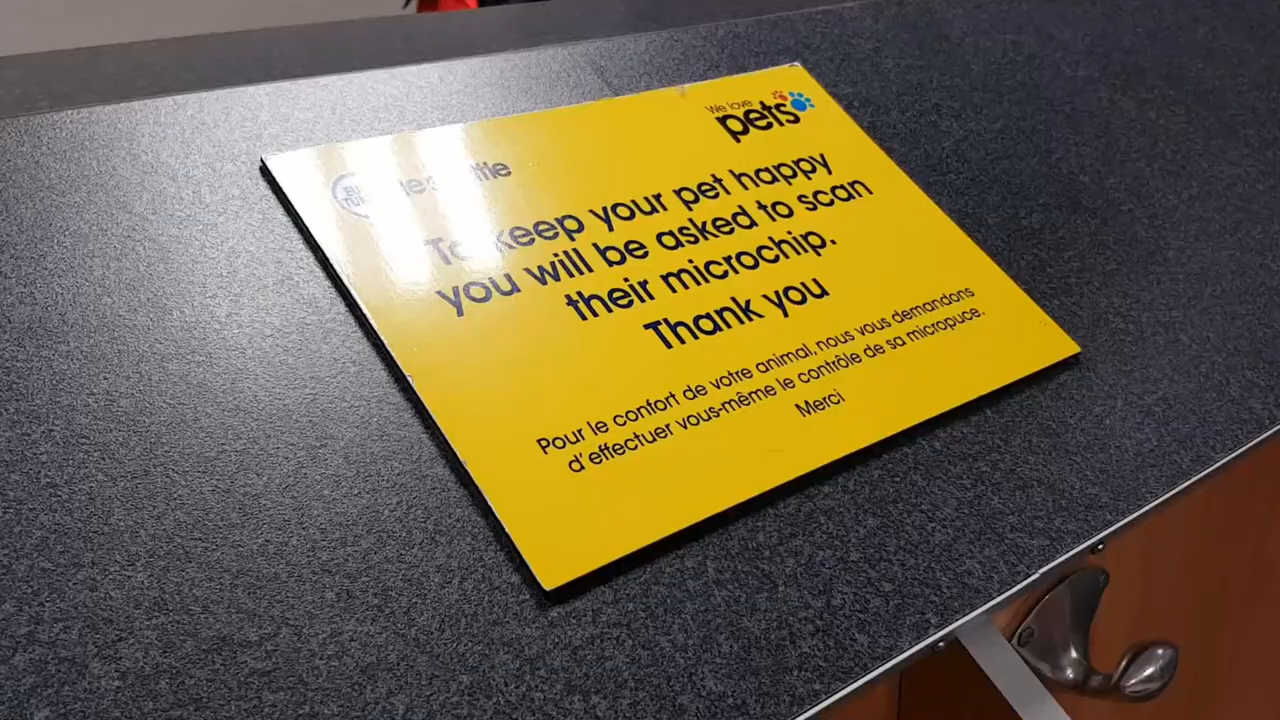 We love
pets
To keep your pet happy
you will be asked to scan
their microchip.
Thank you
Pour le confort de votre animal, nous vous demandons
d'effectuer vous-même le contrôle de sa micropuce.
Merci